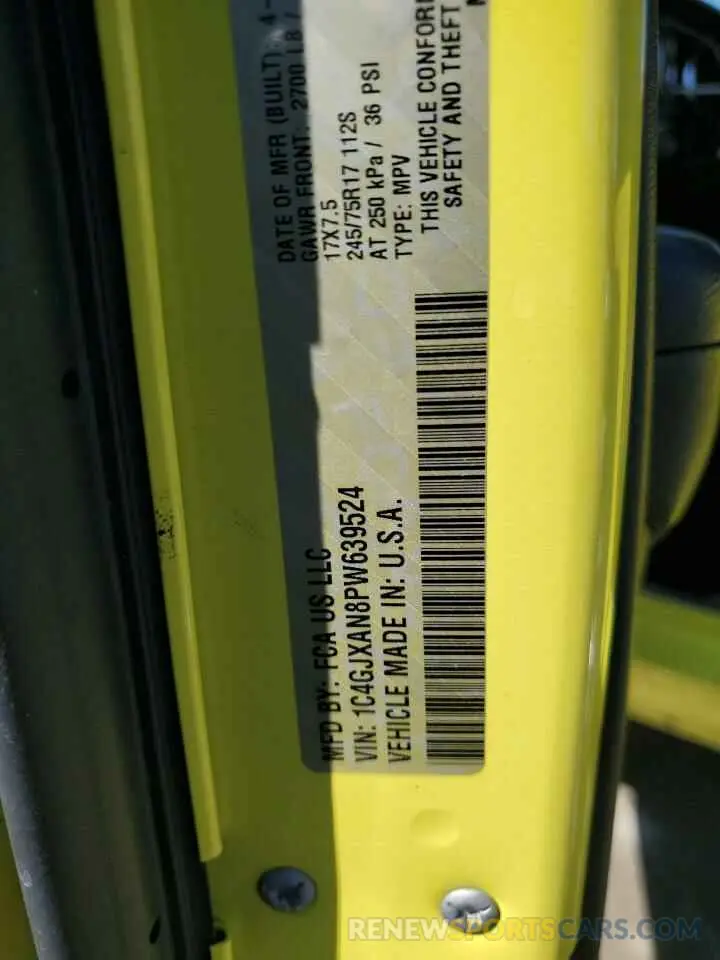 MFD BY: FCA US LLC
DATE OF MFR (BUILT): 4-
GAWR FRONT: 2700 LB /
17X7.5
245/75R17 112S
AT 250 kPa / 36 PSI
VIN: 1C4GJXAN8PW639524
TYPE: MPV
VEHICLE MADE IN: U.S.A.
THIS VEHICLE CONFOR
SAFETY AND THEFT
RENEWSPORTSCARS.COM